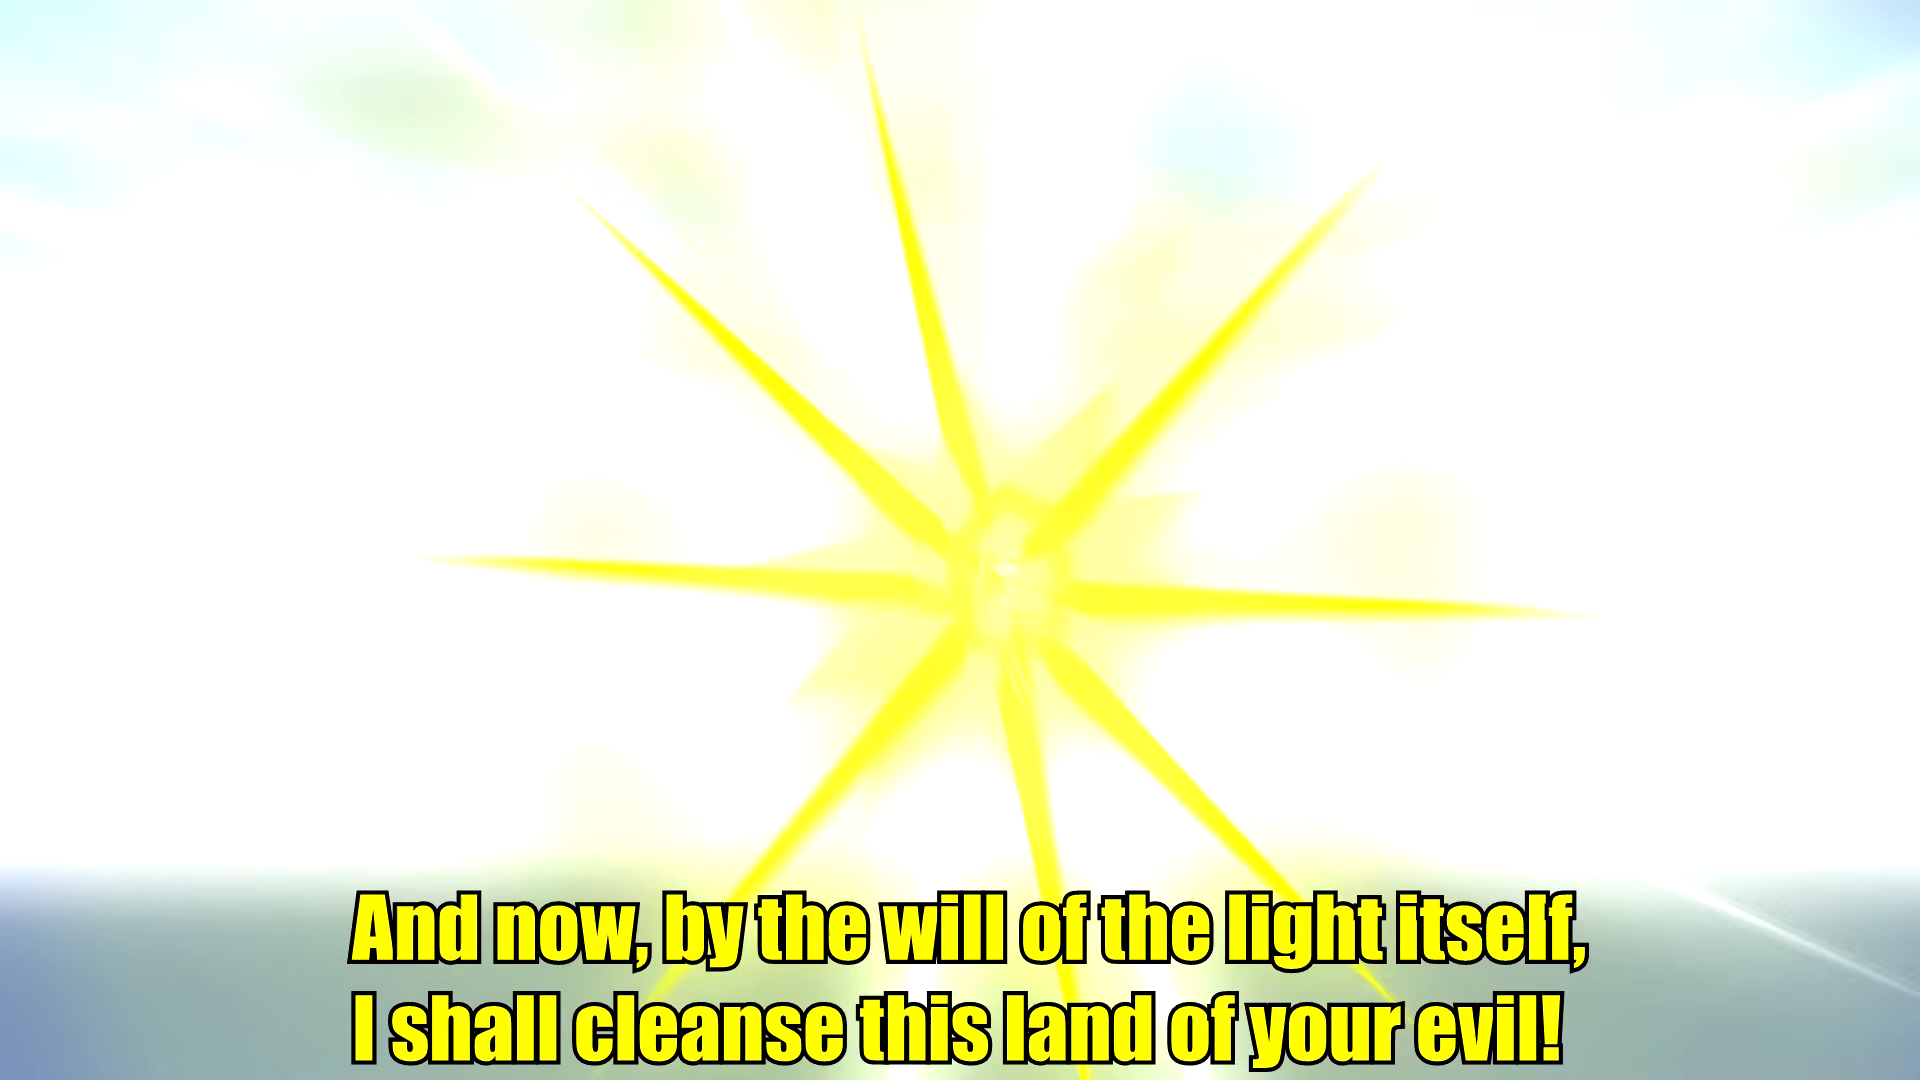 And now, by the will of the light itself,
I shall cleanse this land of your evil!